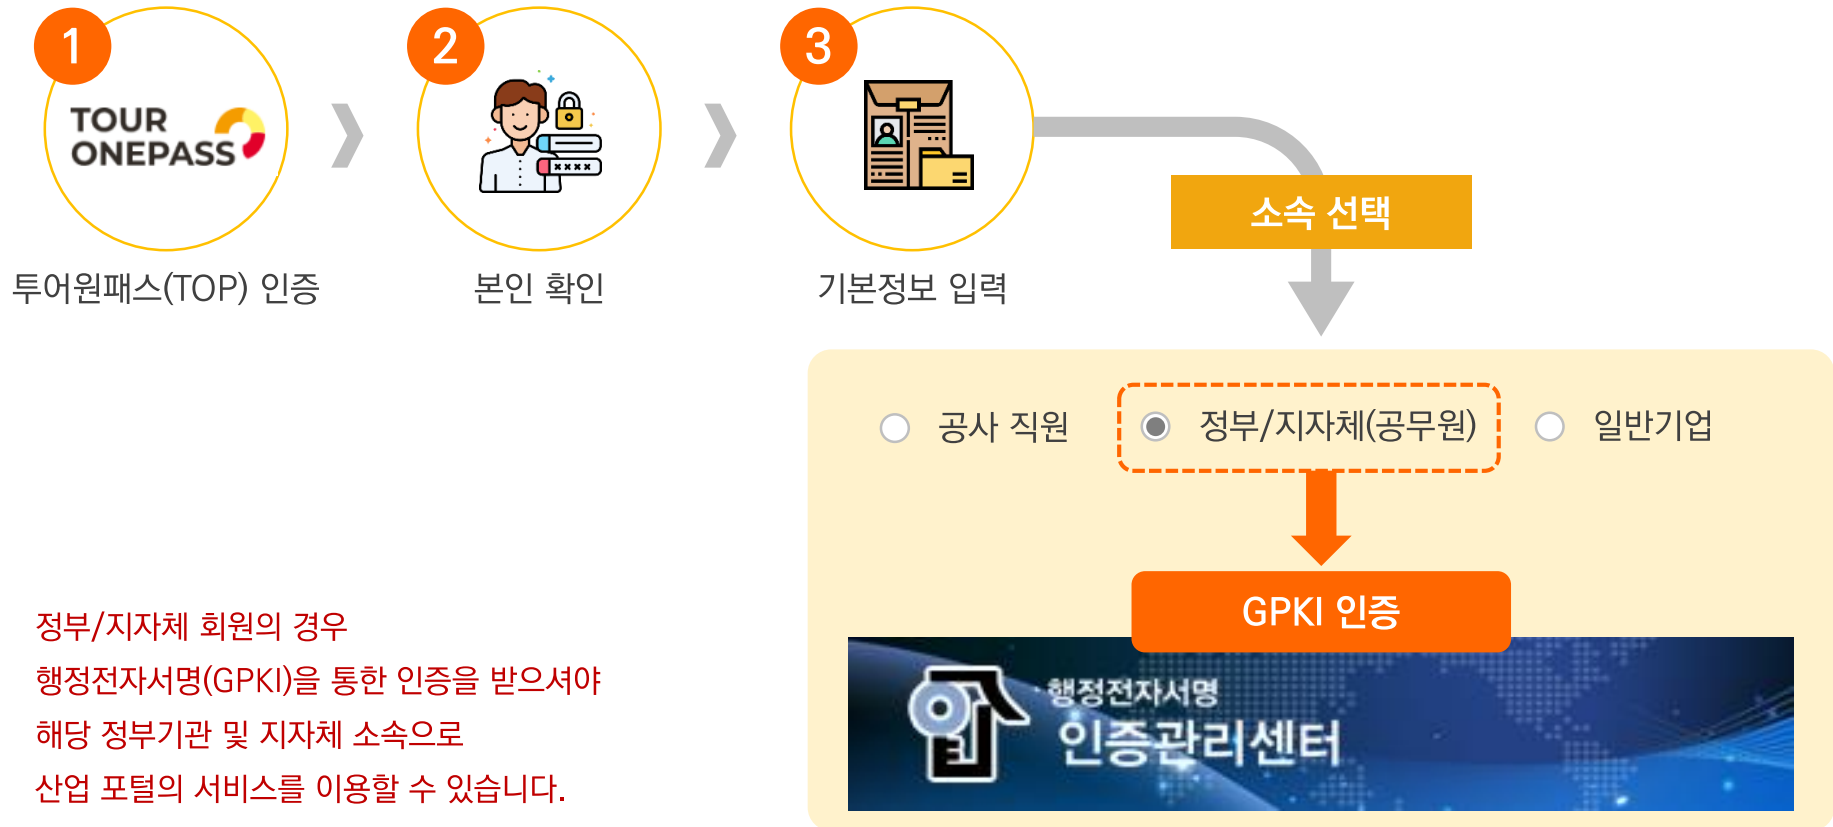 1
TOUR
ONEPASS
투어원패스(TOP) 인증
2
××××
본인 확인
3
기본정보 입력
소속 선택
공사 직원
정부/지자체(공무원)
일반기업
GPKI 인증
행정전자서명
인증관리센터
정부/지자체 회원의 경우
행정전자서명(GPKI)을 통한 인증을 받으셔야
해당 정부기관 및 지자체 소속으로
산업 포털의 서비스를 이용할 수 있습니다.